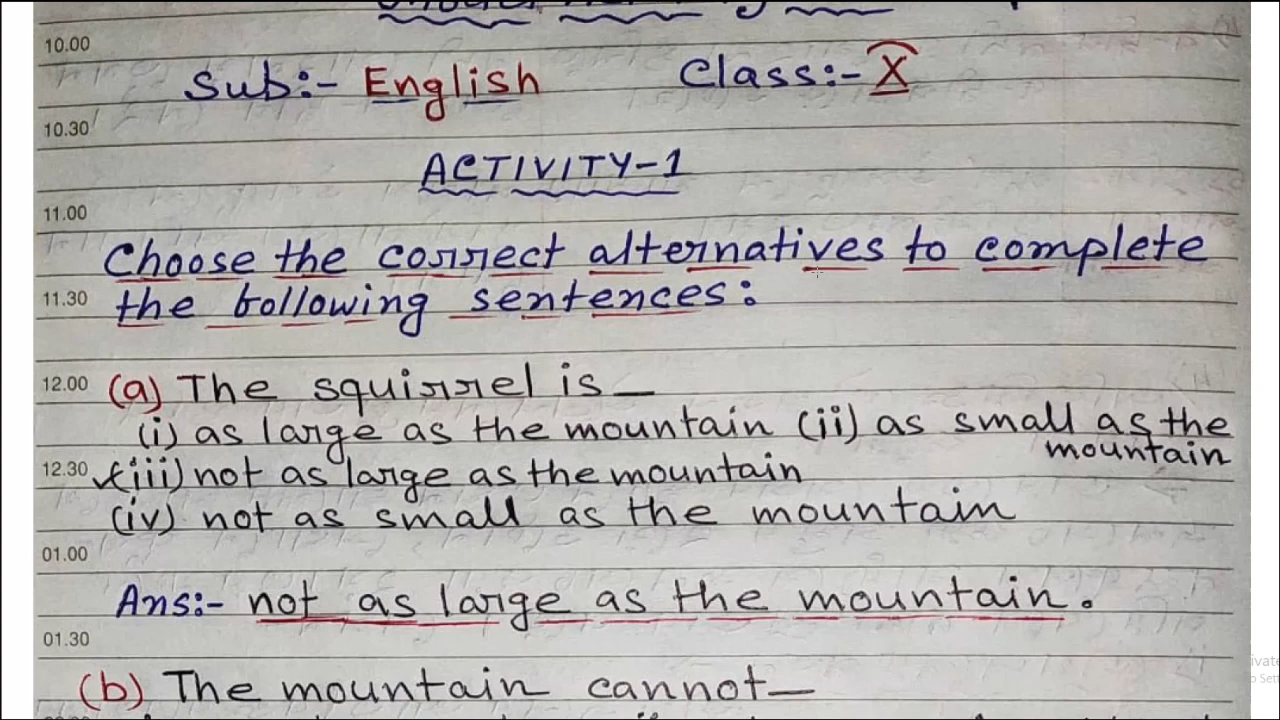 10.00
Sub:- English Class:- X
10.30
ACTIVITY-1
11.00
Choose the correct alternatives to complete
11.30 the following sentences:
12.00 (a) The squirrel is_
(i) as large as the mountain (ii) as small as the
mountain
12.30 (iii) not as large as the mountain
(iv) not as small as the mountain
01.00
Ans:- not as large as the mountain.
01.30
(b) The mountain cannot_